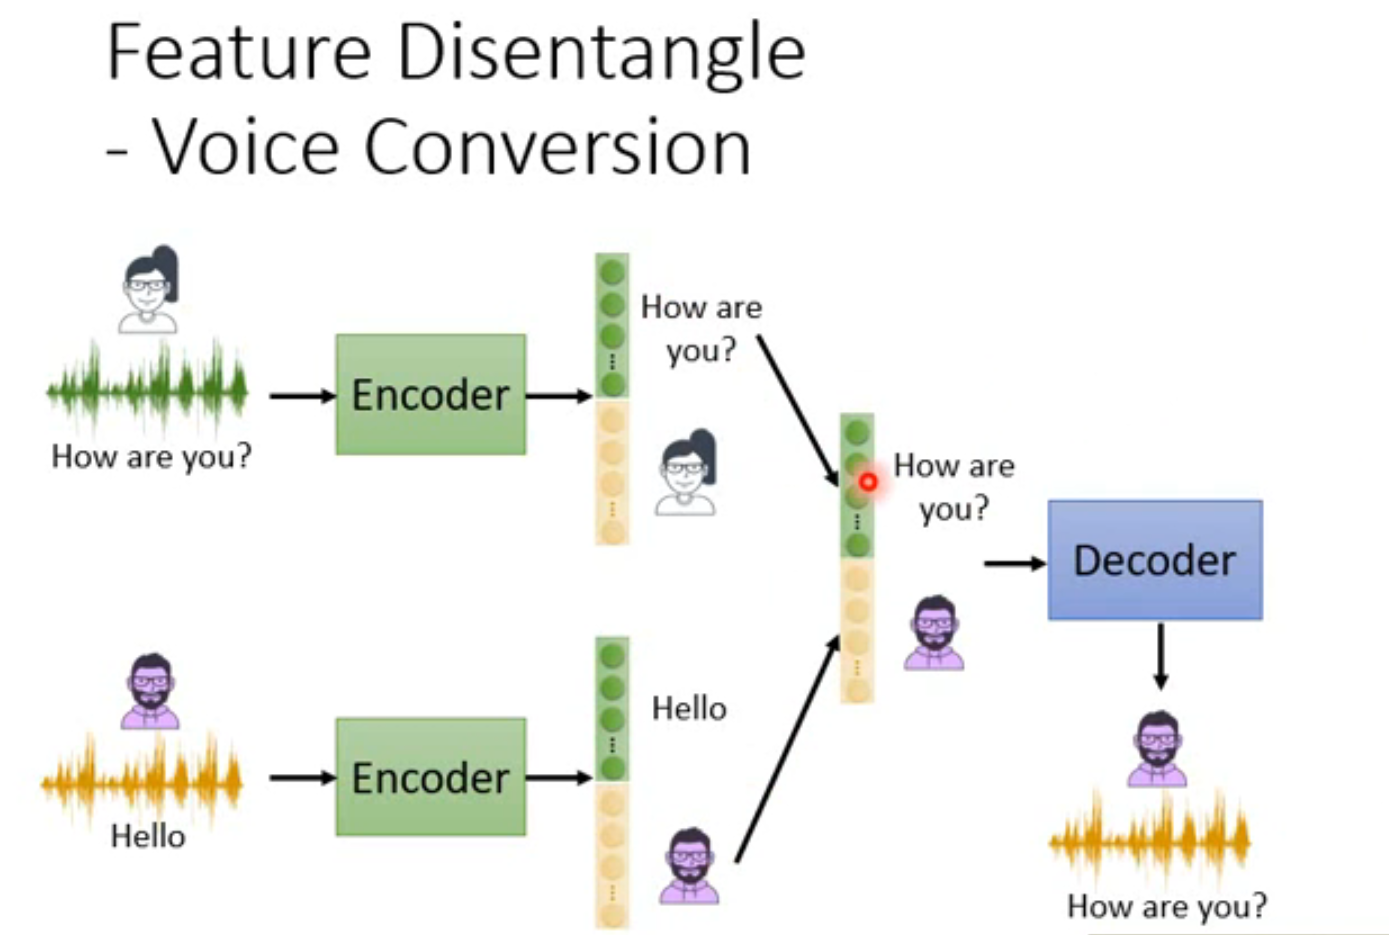 Feature Disentangle
- Voice Conversion
How are you?
Encoder
How are
you?
How are
you?
Decoder
Hello
Encoder
Hello
How are you?